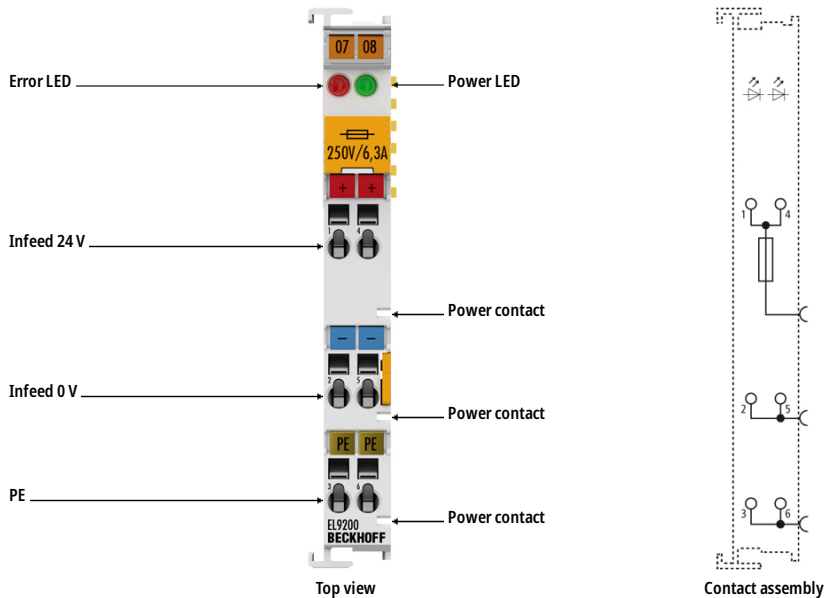 07 08
Error LED
Power LED
250V/6,3A
+ +
1 4
Infeed 24 V
Power contact
− −
2 5
Infeed 0 V
Power contact
PE PE
3 6
PE
Power contact
EL9200
BECKHOFF
Top view
1 4
2 5
3 6
Contact assembly